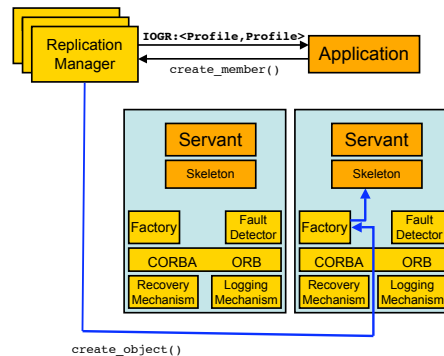 Replication
Manager
IOGR:<Profile,Profile>
create_member()
Application
Servant
Skeleton
Factory
Fault
Detector
CORBA ORB
Recovery
Mechanism
Logging
Mechanism
Servant
Skeleton
Factory
Fault
Detector
CORBA ORB
Recovery
Mechanism
Logging
Mechanism
create_object()